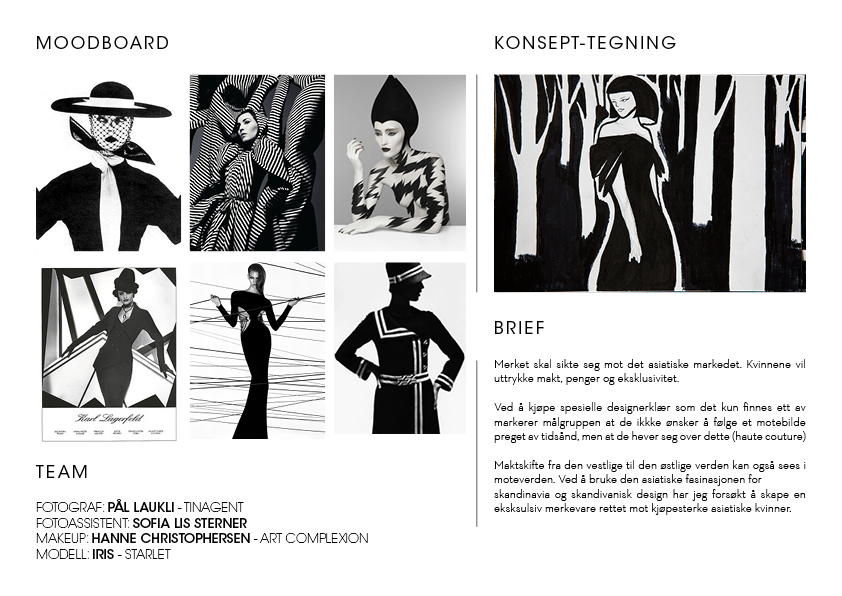 MOODBOARD
Karl Lagerfeld
TEAM
FOTOGRAF: PÅL LAUKLI - TINAGENT
FOTOASSISTENT: SOFIA LIS STERNER
MAKEUP: HANNE CHRISTOPHERSEN - ART COMPLEXION
MODELL: IRIS - STARLET
KONSEPT-TEGNING
BRIEF
Merket skal sikte seg mot det asiatiske markedet. Kvinnene vil
uttrykke makt, penger og eksklusivitet.
Ved å kjøpe spesielle designerklær som det kun finnes ett av
markerer målgruppen at de ikkke ønsker å følge et motebilde
preget av tidsånd, men at de hever seg over dette (haute couture)
Maktskifte fra den vestlige til den østlige verden kan også sees i
moteverden. Ved å bruke den asiatiske fasinasjonen for
skandinavia og skandivanisk design har jeg forsøkt å skape en
eksksulsiv merkevare rettet mot kjøpesterke asiatiske kvinner.